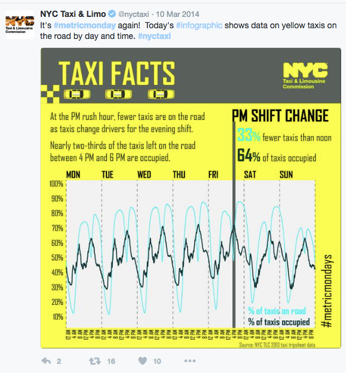 NYC Taxi & Limo @nyctaxi · 10 Mar 2014
It's #metricmonday again! Today's #infographic shows data on yellow taxis on
the road by day and time. #nyctaxi
NYC
Taxi & Limousine
Commission
TAXI FACTS
NYC
Taxi & Limousine
Commission
At the PM rush hour, fewer taxis are on the road
as taxis change drivers for the evening shift.
Nearly two-thirds of the taxis left on the road
between 4 PM and 6 PM are occupied.
PM SHIFT CHANGE
33% fewer taxis than noon
64% of taxis occupied
MON TUE WED THU FRI SAT SUN
100%
90%
80%
70%
60%
50%
40%
30%
20%
10%
% of taxis on road
% of taxis occupied
#metricmondays
Source: NYC TLC 2013 taxi tripsheet data
2 16 10